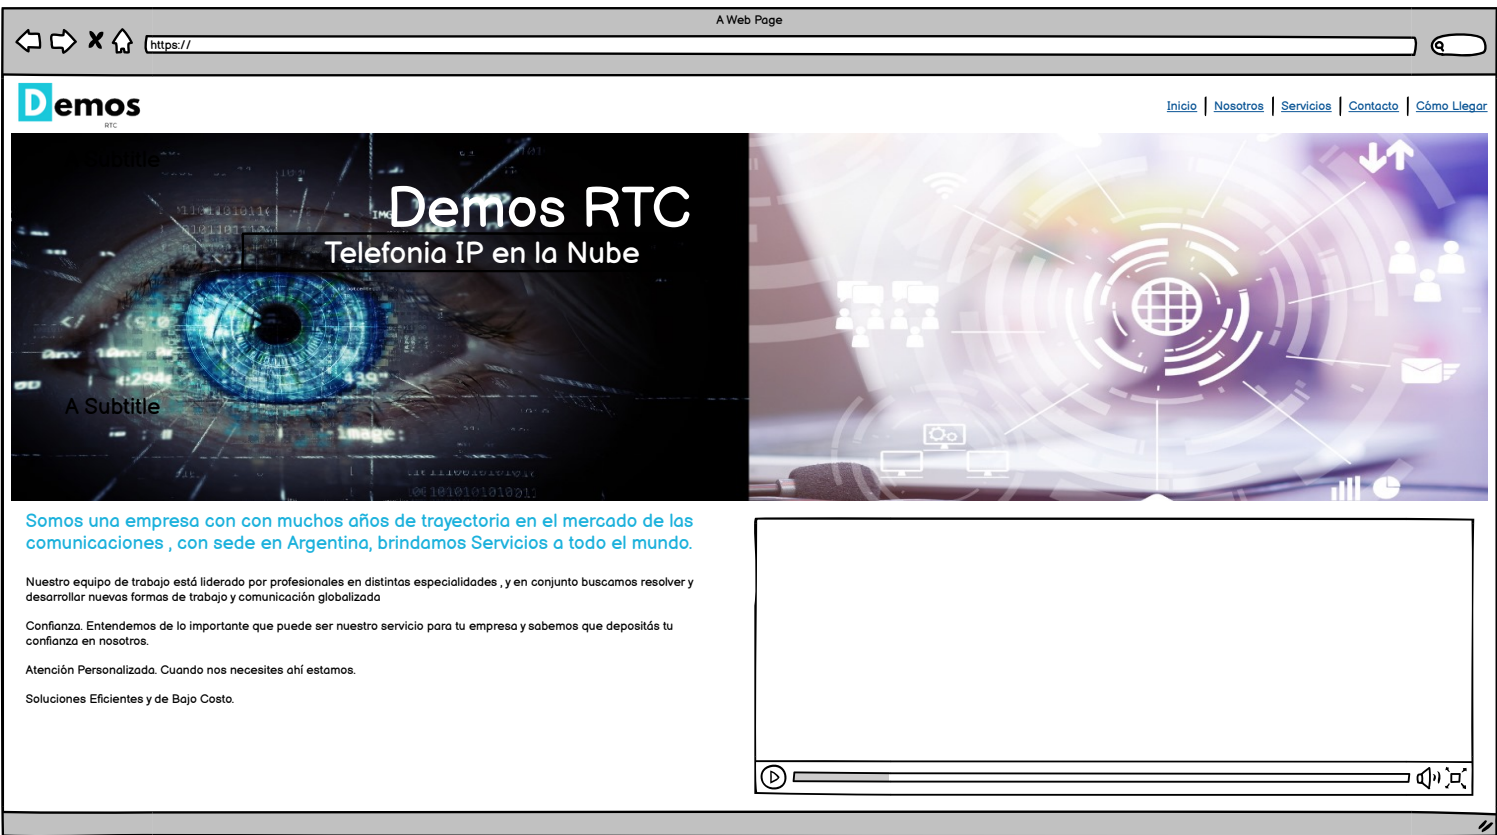 A Web Page
https://
Demos
RTC
Inicio | Nosotros | Servicios | Contacto | Cómo Llegar
A Subtitle
Demos RTC
Telefonia IP en la Nube
A Subtitle
image:
Somos una empresa con con muchos años de trayectoria en el mercado de las
comunicaciones , con sede en Argentina, brindamos Servicios a todo el mundo.
Nuestro equipo de trabajo está liderado por profesionales en distintas especialidades , y en conjunto buscamos resolver y
desarrollar nuevas formas de trabajo y comunicación globalizada
Confianza. Entendemos de lo importante que puede ser nuestro servicio para tu empresa y sabemos que depositás tu
confianza en nosotros.
Atención Personalizada. Cuando nos necesites ahí estamos.
Soluciones Eficientes y de Bajo Costo.